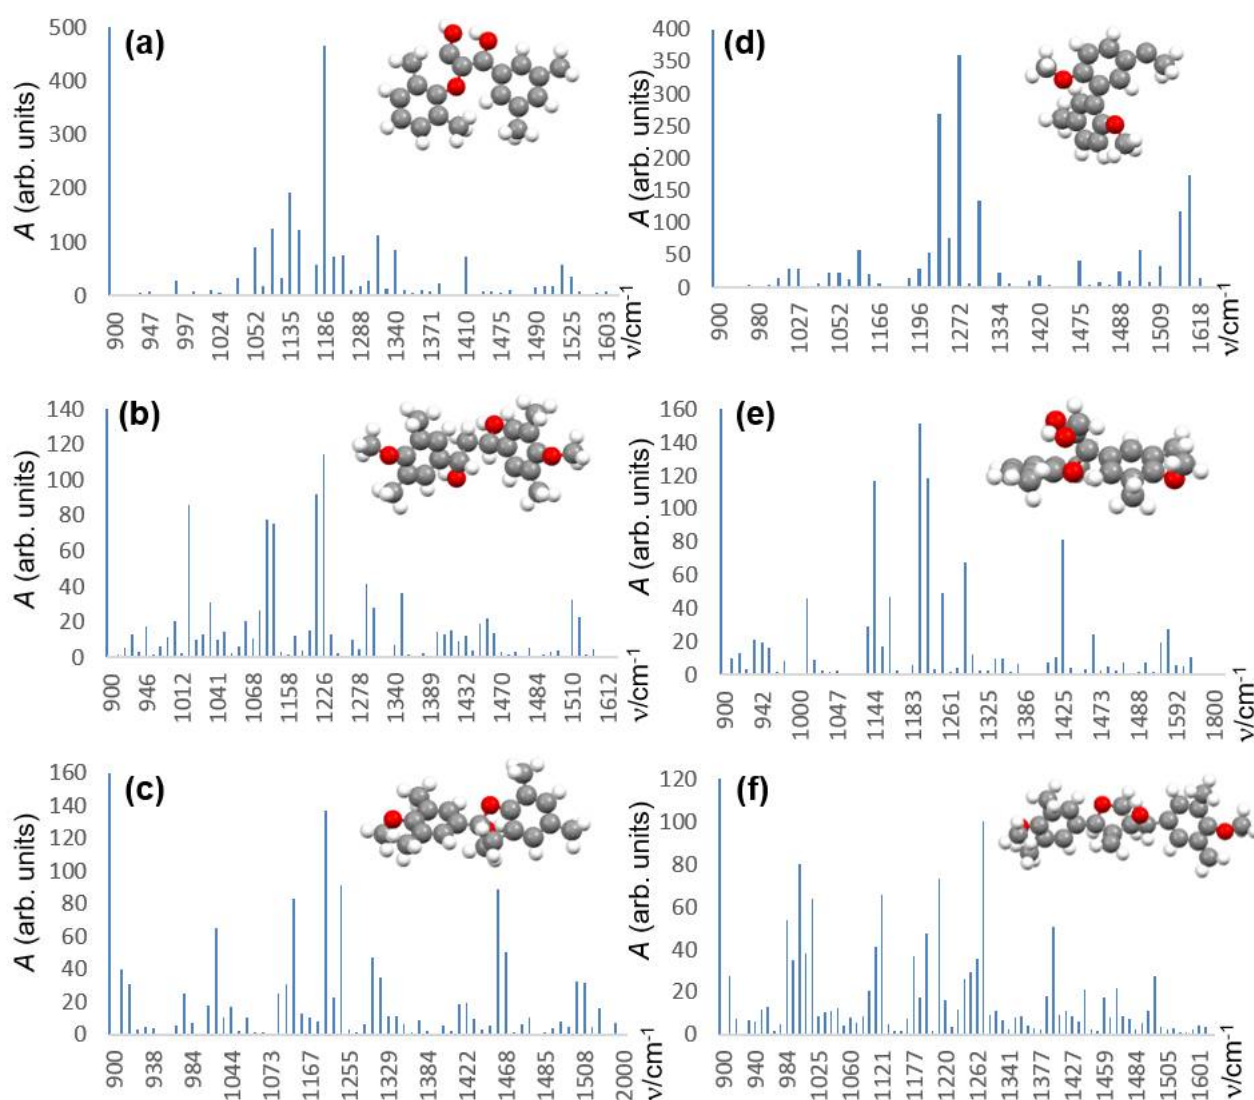 (a)
A (arb. units)
500
400
300
200
100
0
900 947 997 1024 1052 1135 1186 1288 1340 1371 1410 1475 1490 1525 1603
ν/cm-1
(d)
A (arb. units)
400
350
300
250
200
150
100
50
0
900 980 1027 1052 1166 1196 1272 1334 1420 1475 1488 1509 1618
ν/cm-1
(b)
A (arb. units)
140
120
100
80
60
40
20
0
900 946 1012 1041 1068 1158 1226 1278 1340 1389 1432 1470 1484 1510 1612
ν/cm-1
(e)
A (arb. units)
160
140
120
100
80
60
40
20
0
900 942 1000 1047 1144 1183 1261 1325 1386 1425 1473 1488 1592 1800
ν/cm-1
(c)
A (arb. units)
160
140
120
100
80
60
40
20
0
900 938 984 1044 1073 1167 1255 1329 1384 1422 1468 1485 1508 2000
ν/cm-1
(f)
A (arb. units)
120
100
80
60
40
20
0
900 940 984 1025 1060 1121 1177 1220 1262 1341 1377 1427 1459 1484 1505 1601
ν/cm-1